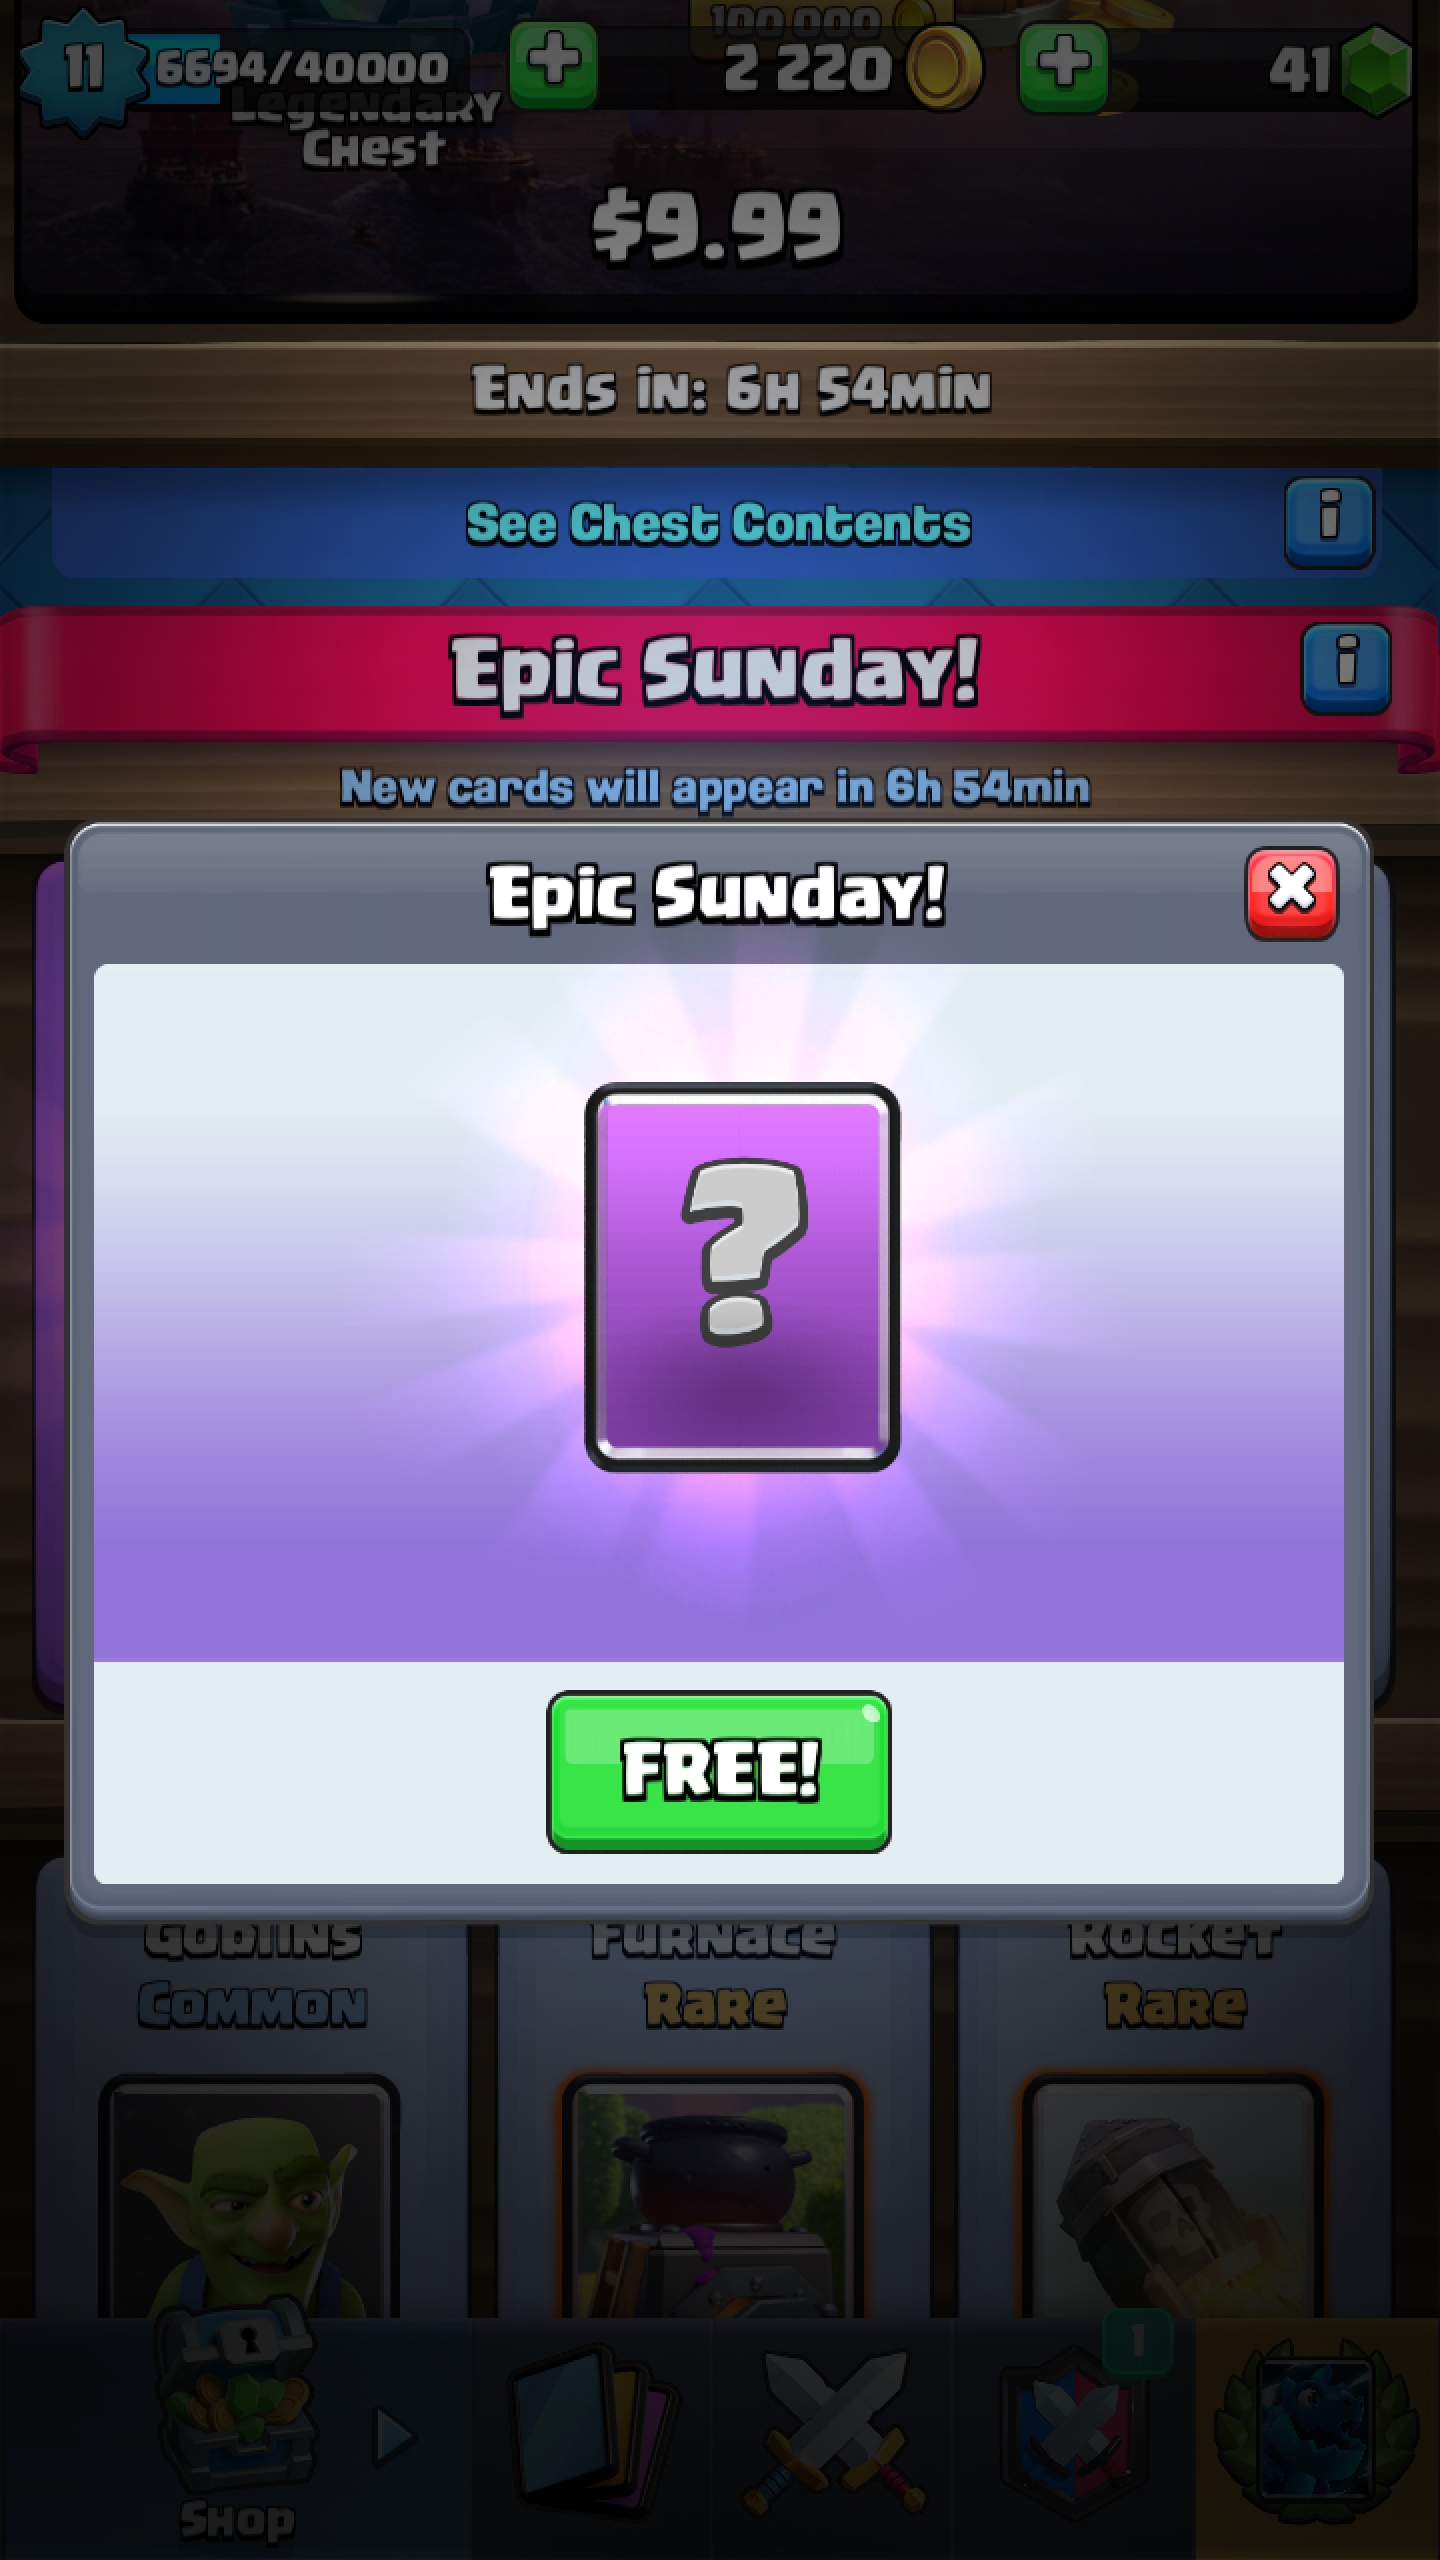 100 000
11
6694/40000
2 220
41
Legendary
Chest
$9.99
Ends in: 6h 54min
See Chest Contents
i
Epic Sunday!
i
New cards will appear in 6h 54min
Epic Sunday!
?
FREE!
Goblins
Furnace
Rocket
Common
Rare
Rare
1
Shop